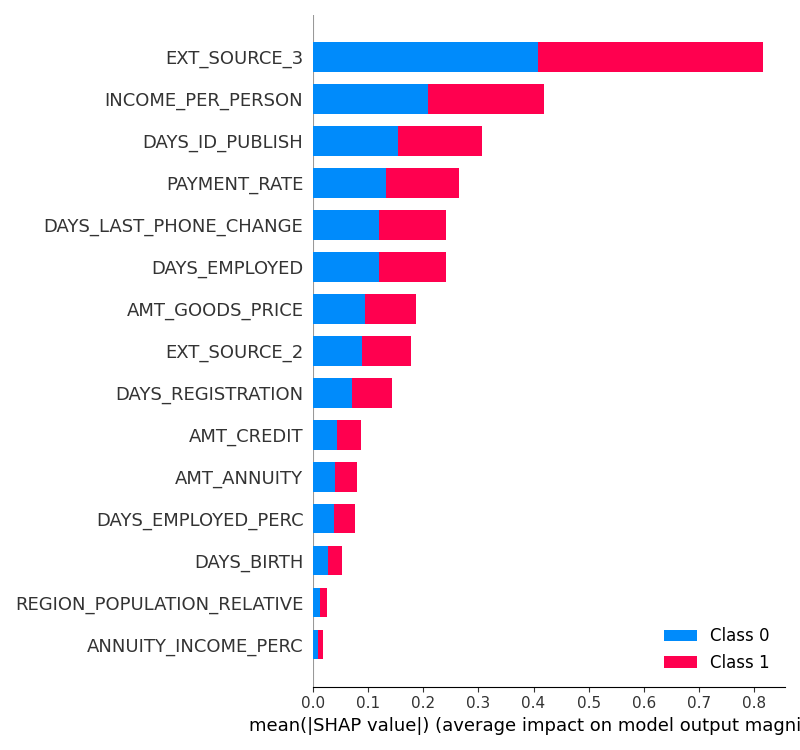 EXT_SOURCE_3
INCOME_PER_PERSON
DAYS_ID_PUBLISH
PAYMENT_RATE
DAYS_LAST_PHONE_CHANGE
DAYS_EMPLOYED
AMT_GOODS_PRICE
EXT_SOURCE_2
DAYS_REGISTRATION
AMT_CREDIT
AMT_ANNUITY
DAYS_EMPLOYED_PERC
DAYS_BIRTH
REGION_POPULATION_RELATIVE
ANNUITY_INCOME_PERC
Class 0
Class 1
0.0 0.1 0.2 0.3 0.4 0.5 0.6 0.7 0.8
mean(|SHAP value|) (average impact on model output magni